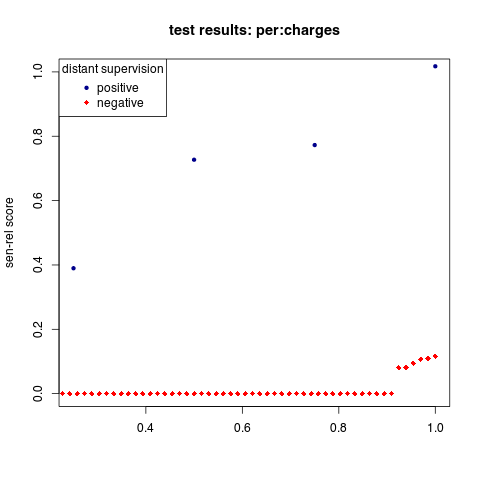 test results: per:charges
distant supervision
positive
negative
sen-rel score
1.0
0.8
0.6
0.4
0.2
0.0
0.4
0.6
0.8
1.0